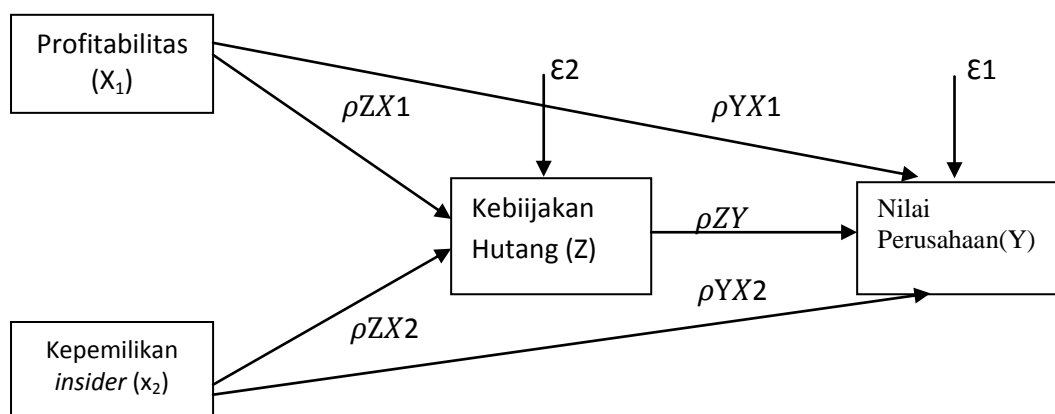 Profitabilitas
(X₁)
Ɛ2
Ɛ1
ρZX1
ρYX1
Kebiijakan
Hutang (Z)
ρZY
Nilai
Perusahaan(Y)
ρYX2
ρZX2
Kepemilikan
insider (x₂)